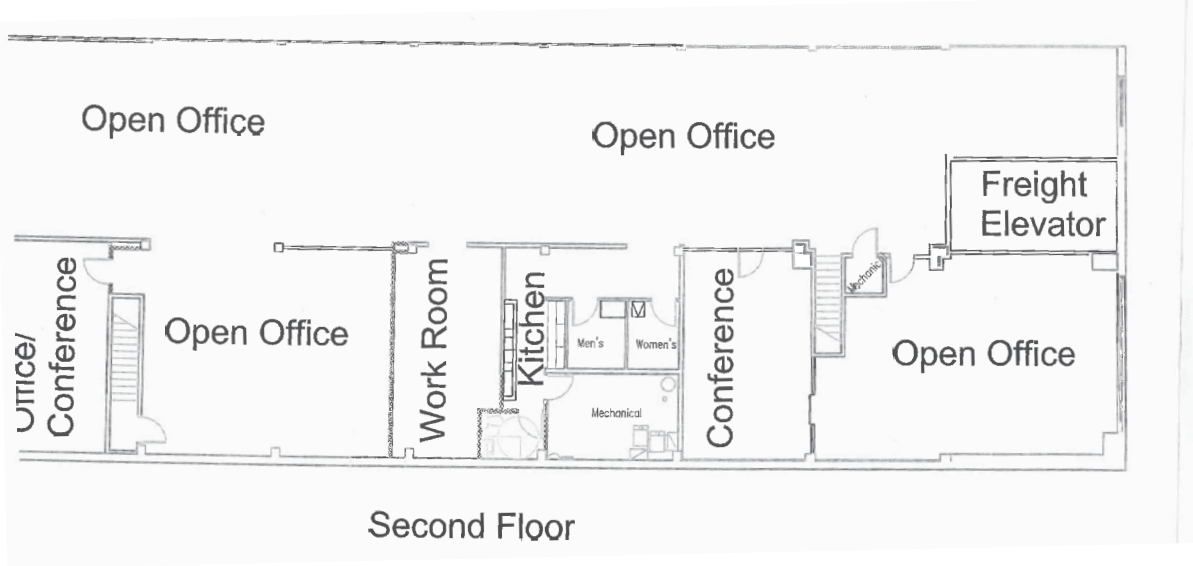 Open Office
Open Office
Freight
Elevator
Office/
Conference
Open Office
Work Room
Kitchen
Men's
Women's
Mechanical
Conference
Mechanic
Open Office
Second Floor